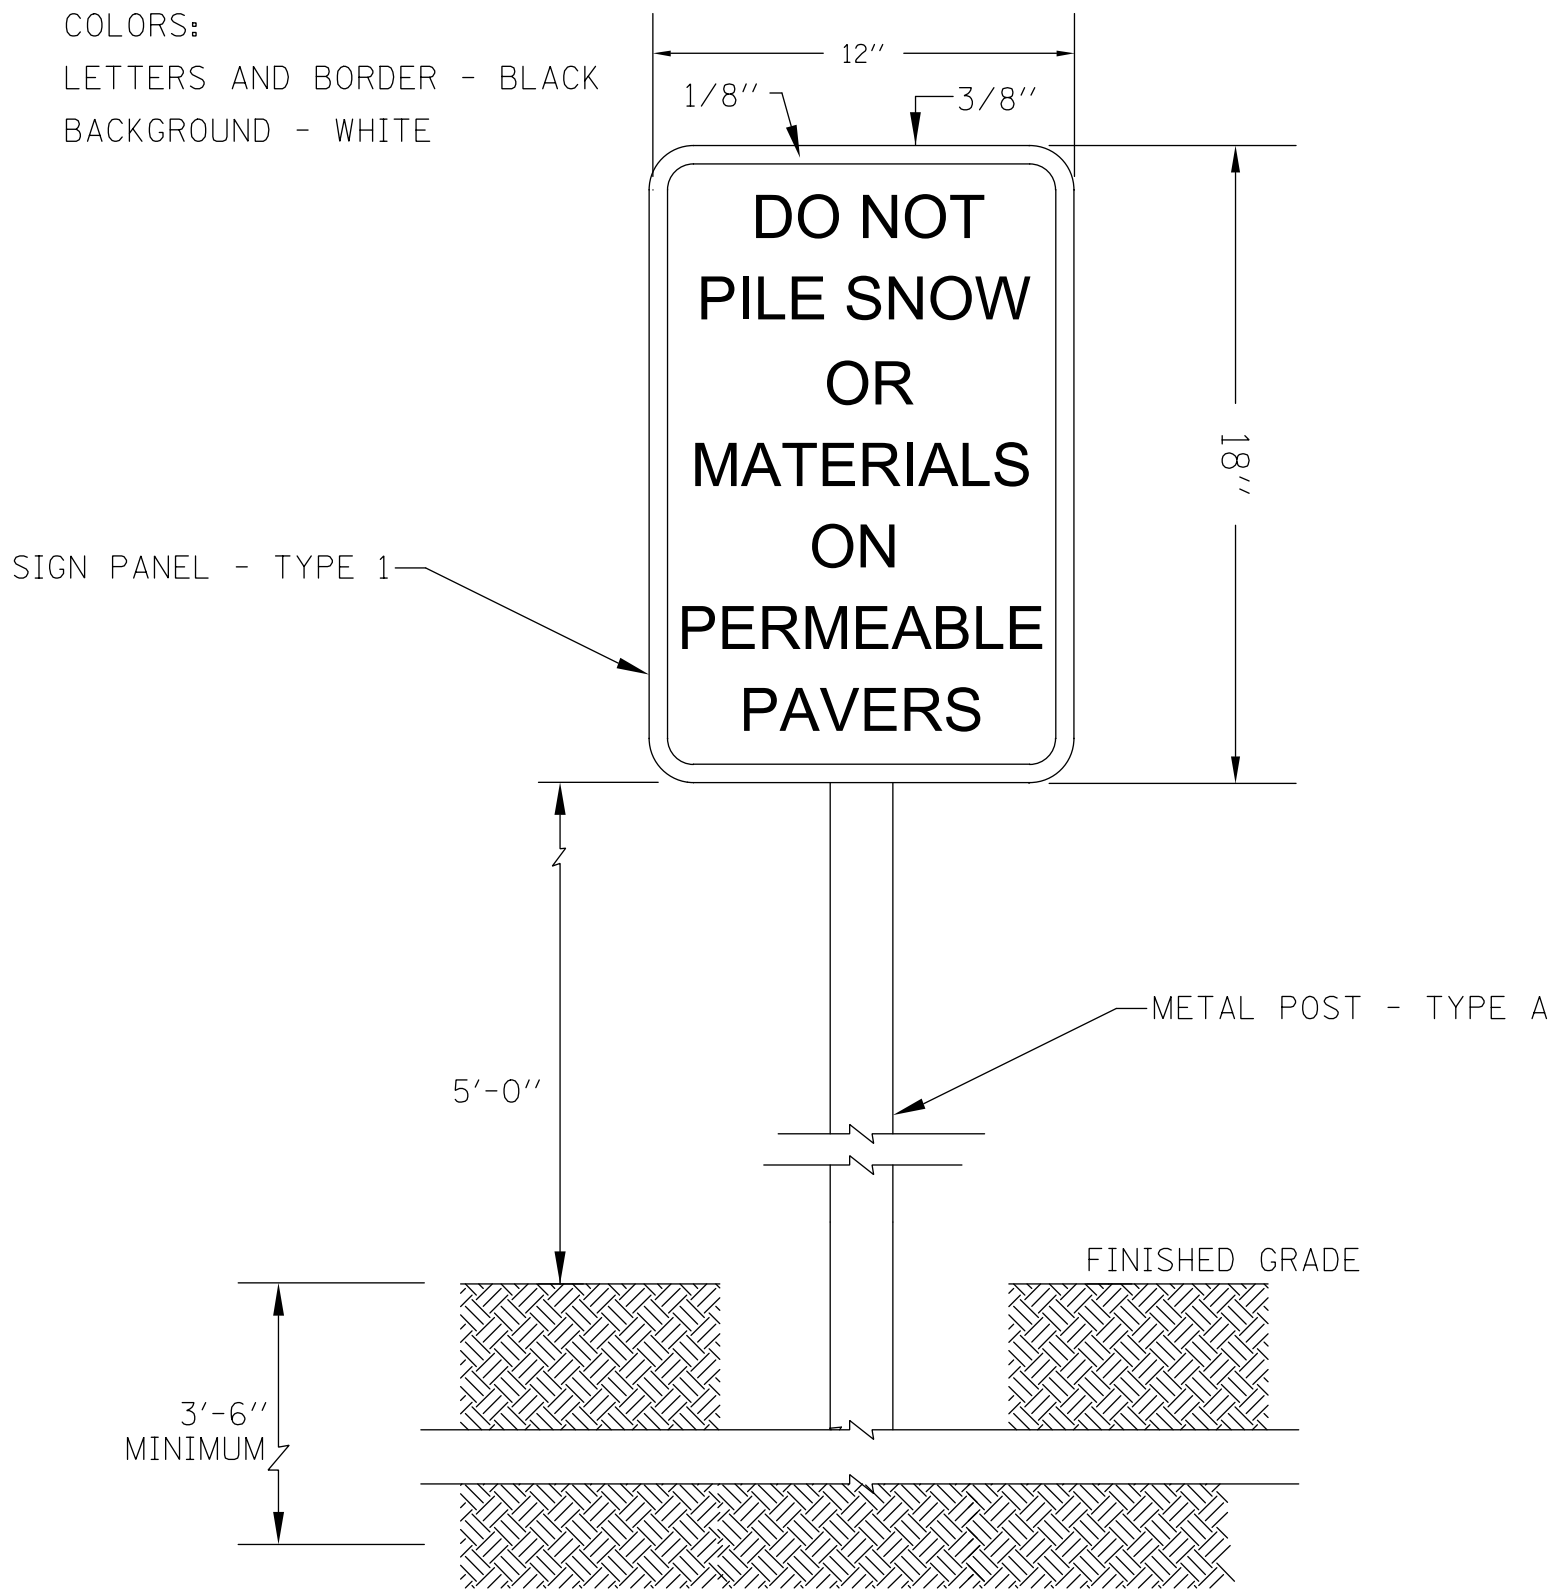 COLORS:
LETTERS AND BORDER - BLACK
BACKGROUND - WHITE
12''
1/8''
3/8''
DO NOT
PILE SNOW
OR
MATERIALS
ON
PERMEABLE
PAVERS
18''
SIGN PANEL - TYPE 1
METAL POST - TYPE A
5'-0''
FINISHED GRADE
3'-6''
MINIMUM